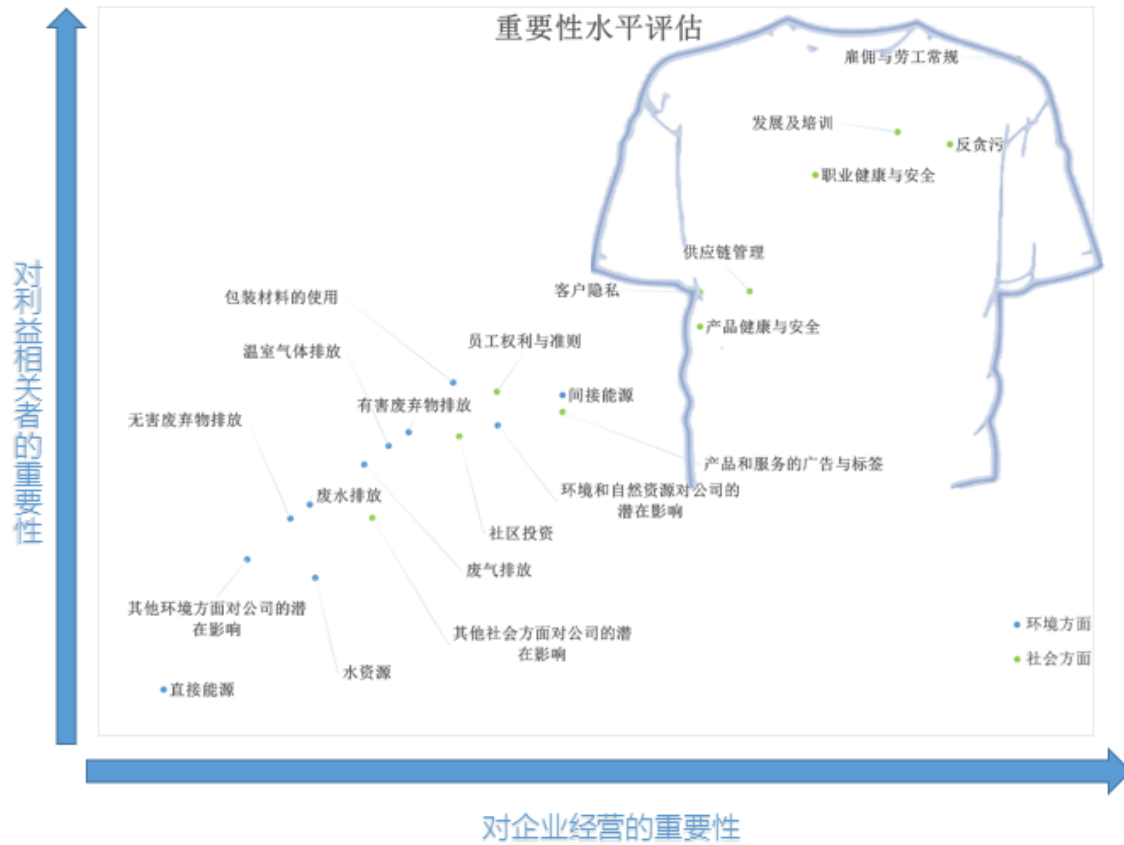 重要性水平评估
雇佣与劳工常规
发展及培训
反贪污
职业健康与安全
供应链管理
客户隐私
包装材料的使用
产品健康与安全
员工权利与准则
温室气体排放
间接能源
有害废弃物排放
无害废弃物排放
产品和服务的广告与标签
环境和自然资源对公司的
潜在影响
废水排放
社区投资
废气排放
其他环境方面对公司的潜
在影响
其他社会方面对公司的潜
在影响
水资源
直接能源
环境方面
社会方面
对利益相关者的重要性
对企业经营的重要性